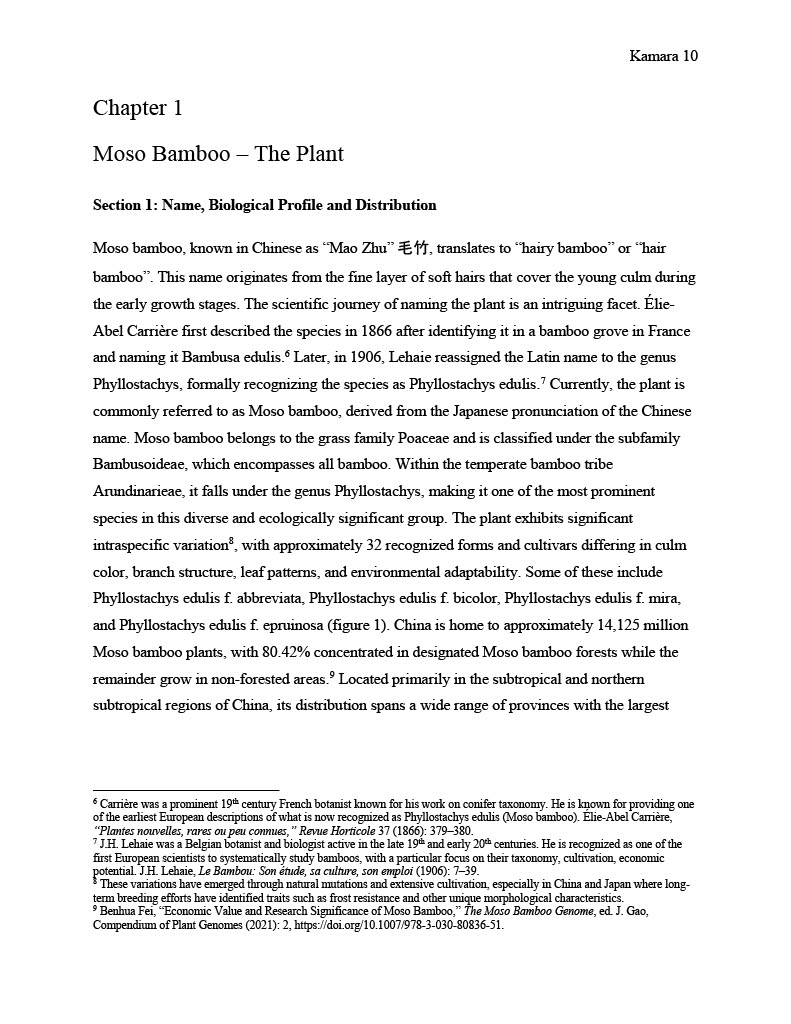 Kamara 10
Chapter 1
Moso Bamboo – The Plant
Section 1: Name, Biological Profile and Distribution
Moso bamboo, known in Chinese as “Mao Zhu” 毛竹, translates to “hairy bamboo” or “hair
bamboo”. This name originates from the fine layer of soft hairs that cover the young culm during
the early growth stages. The scientific journey of naming the plant is an intriguing facet. Élie-
Abel Carrière first described the species in 1866 after identifying it in a bamboo grove in France
and naming it Bambusa edulis.⁶ Later, in 1906, Lehaie reassigned the Latin name to the genus
Phyllostachys, formally recognizing the species as Phyllostachys edulis.⁷ Currently, the plant is
commonly referred to as Moso bamboo, derived from the Japanese pronunciation of the Chinese
name. Moso bamboo belongs to the grass family Poaceae and is classified under the subfamily
Bambusoideae, which encompasses all bamboo. Within the temperate bamboo tribe
Arundinarieae, it falls under the genus Phyllostachys, making it one of the most prominent
species in this diverse and ecologically significant group. The plant exhibits significant
intraspecific variation⁸, with approximately 32 recognized forms and cultivars differing in culm
color, branch structure, leaf patterns, and environmental adaptability. Some of these include
Phyllostachys edulis f. abbreviata, Phyllostachys edulis f. bicolor, Phyllostachys edulis f. mira,
and Phyllostachys edulis f. epruinosa (figure 1). China is home to approximately 14,125 million
Moso bamboo plants, with 80.42% concentrated in designated Moso bamboo forests while the
remainder grow in non-forested areas.⁹ Located primarily in the subtropical and northern
subtropical regions of China, its distribution spans a wide range of provinces with the largest
⁶ Carrière was a prominent 19th century French botanist known for his work on conifer taxonomy. He is known for providing one
of the earliest European descriptions of what is now recognized as Phyllostachys edulis (Moso bamboo). Élie-Abel Carrière,
“Plantes nouvelles, rares ou peu connues,” Revue Horticole 37 (1866): 379–380.
⁷ J.H. Lehaie was a Belgian botanist and biologist active in the late 19th and early 20th centuries. He is recognized as one of the
first European scientists to systematically study bamboos, with a particular focus on their taxonomy, cultivation, economic
potential. J.H. Lehaie, Le Bambou: Son étude, sa culture, son emploi (1906): 7–39.
⁸ These variations have emerged through natural mutations and extensive cultivation, especially in China and Japan where long-
term breeding efforts have identified traits such as frost resistance and other unique morphological characteristics.
⁹ Benhua Fei, “Economic Value and Research Significance of Moso Bamboo,” The Moso Bamboo Genome, ed. J. Gao,
Compendium of Plant Genomes (2021): 2, https://doi.org/10.1007/978-3-030-80836-51.